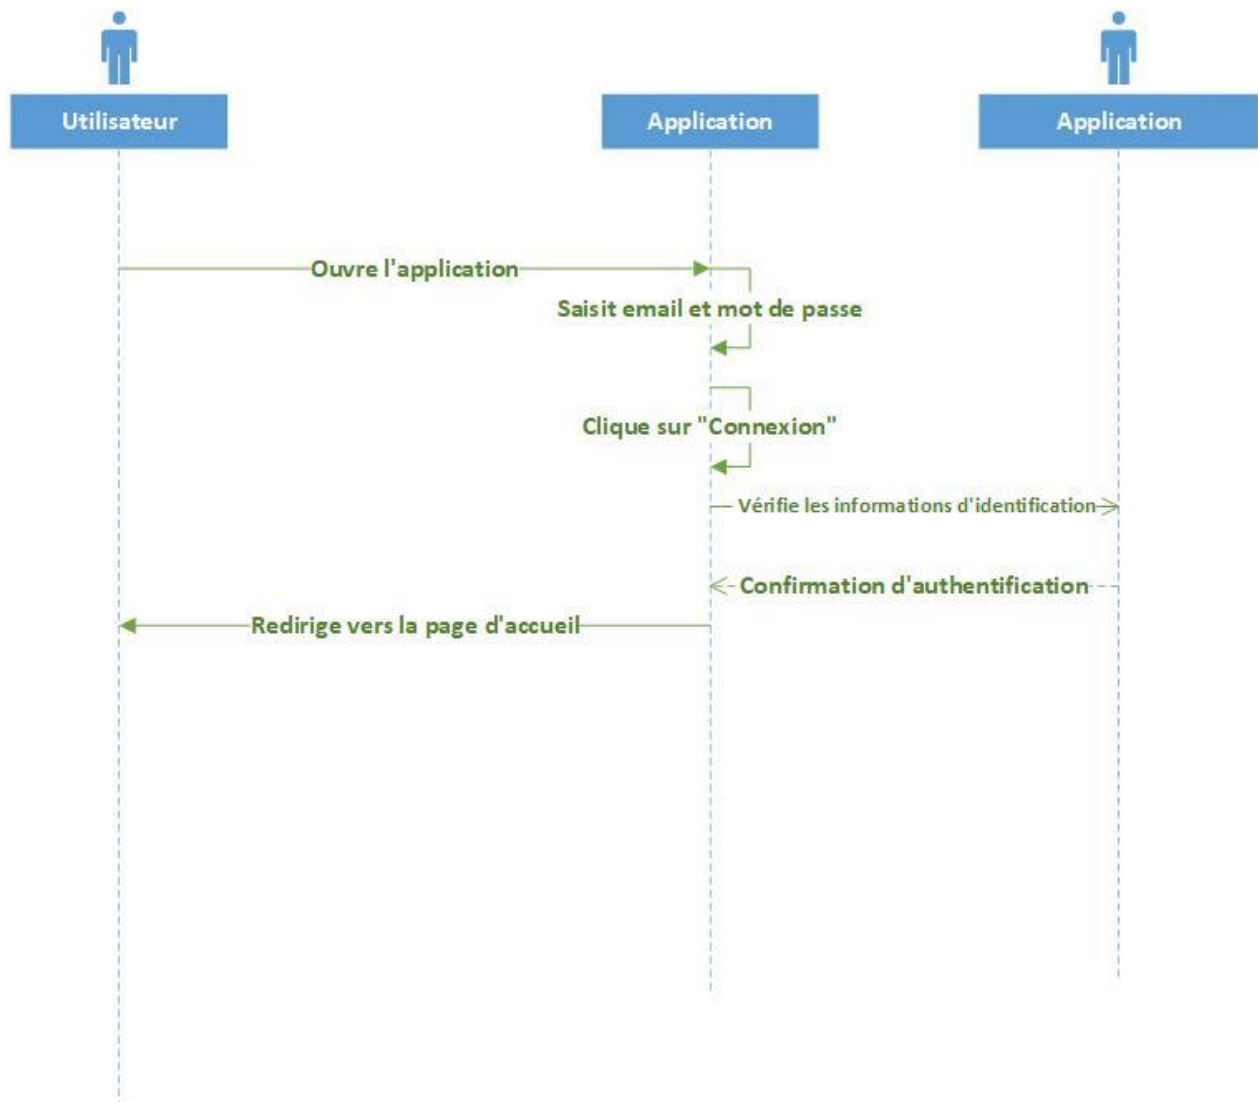 Utilisateur
Application
Application
Ouvre l'application
Saisit email et mot de passe
Clique sur "Connexion"
Vérifie les informations d'identification
Confirmation d'authentification
Redirige vers la page d'accueil